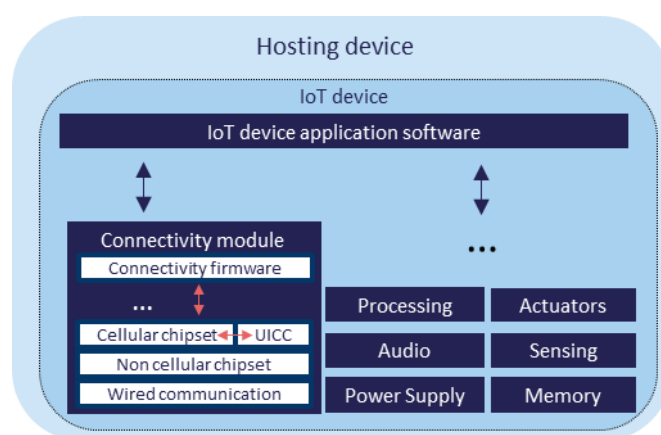 Hosting device
IoT device
IoT device application software
Connectivity module
Connectivity firmware
...
Cellular chipset
UICC
Non cellular chipset
Wired communication
...
Processing
Actuators
Audio
Sensing
Power Supply
Memory